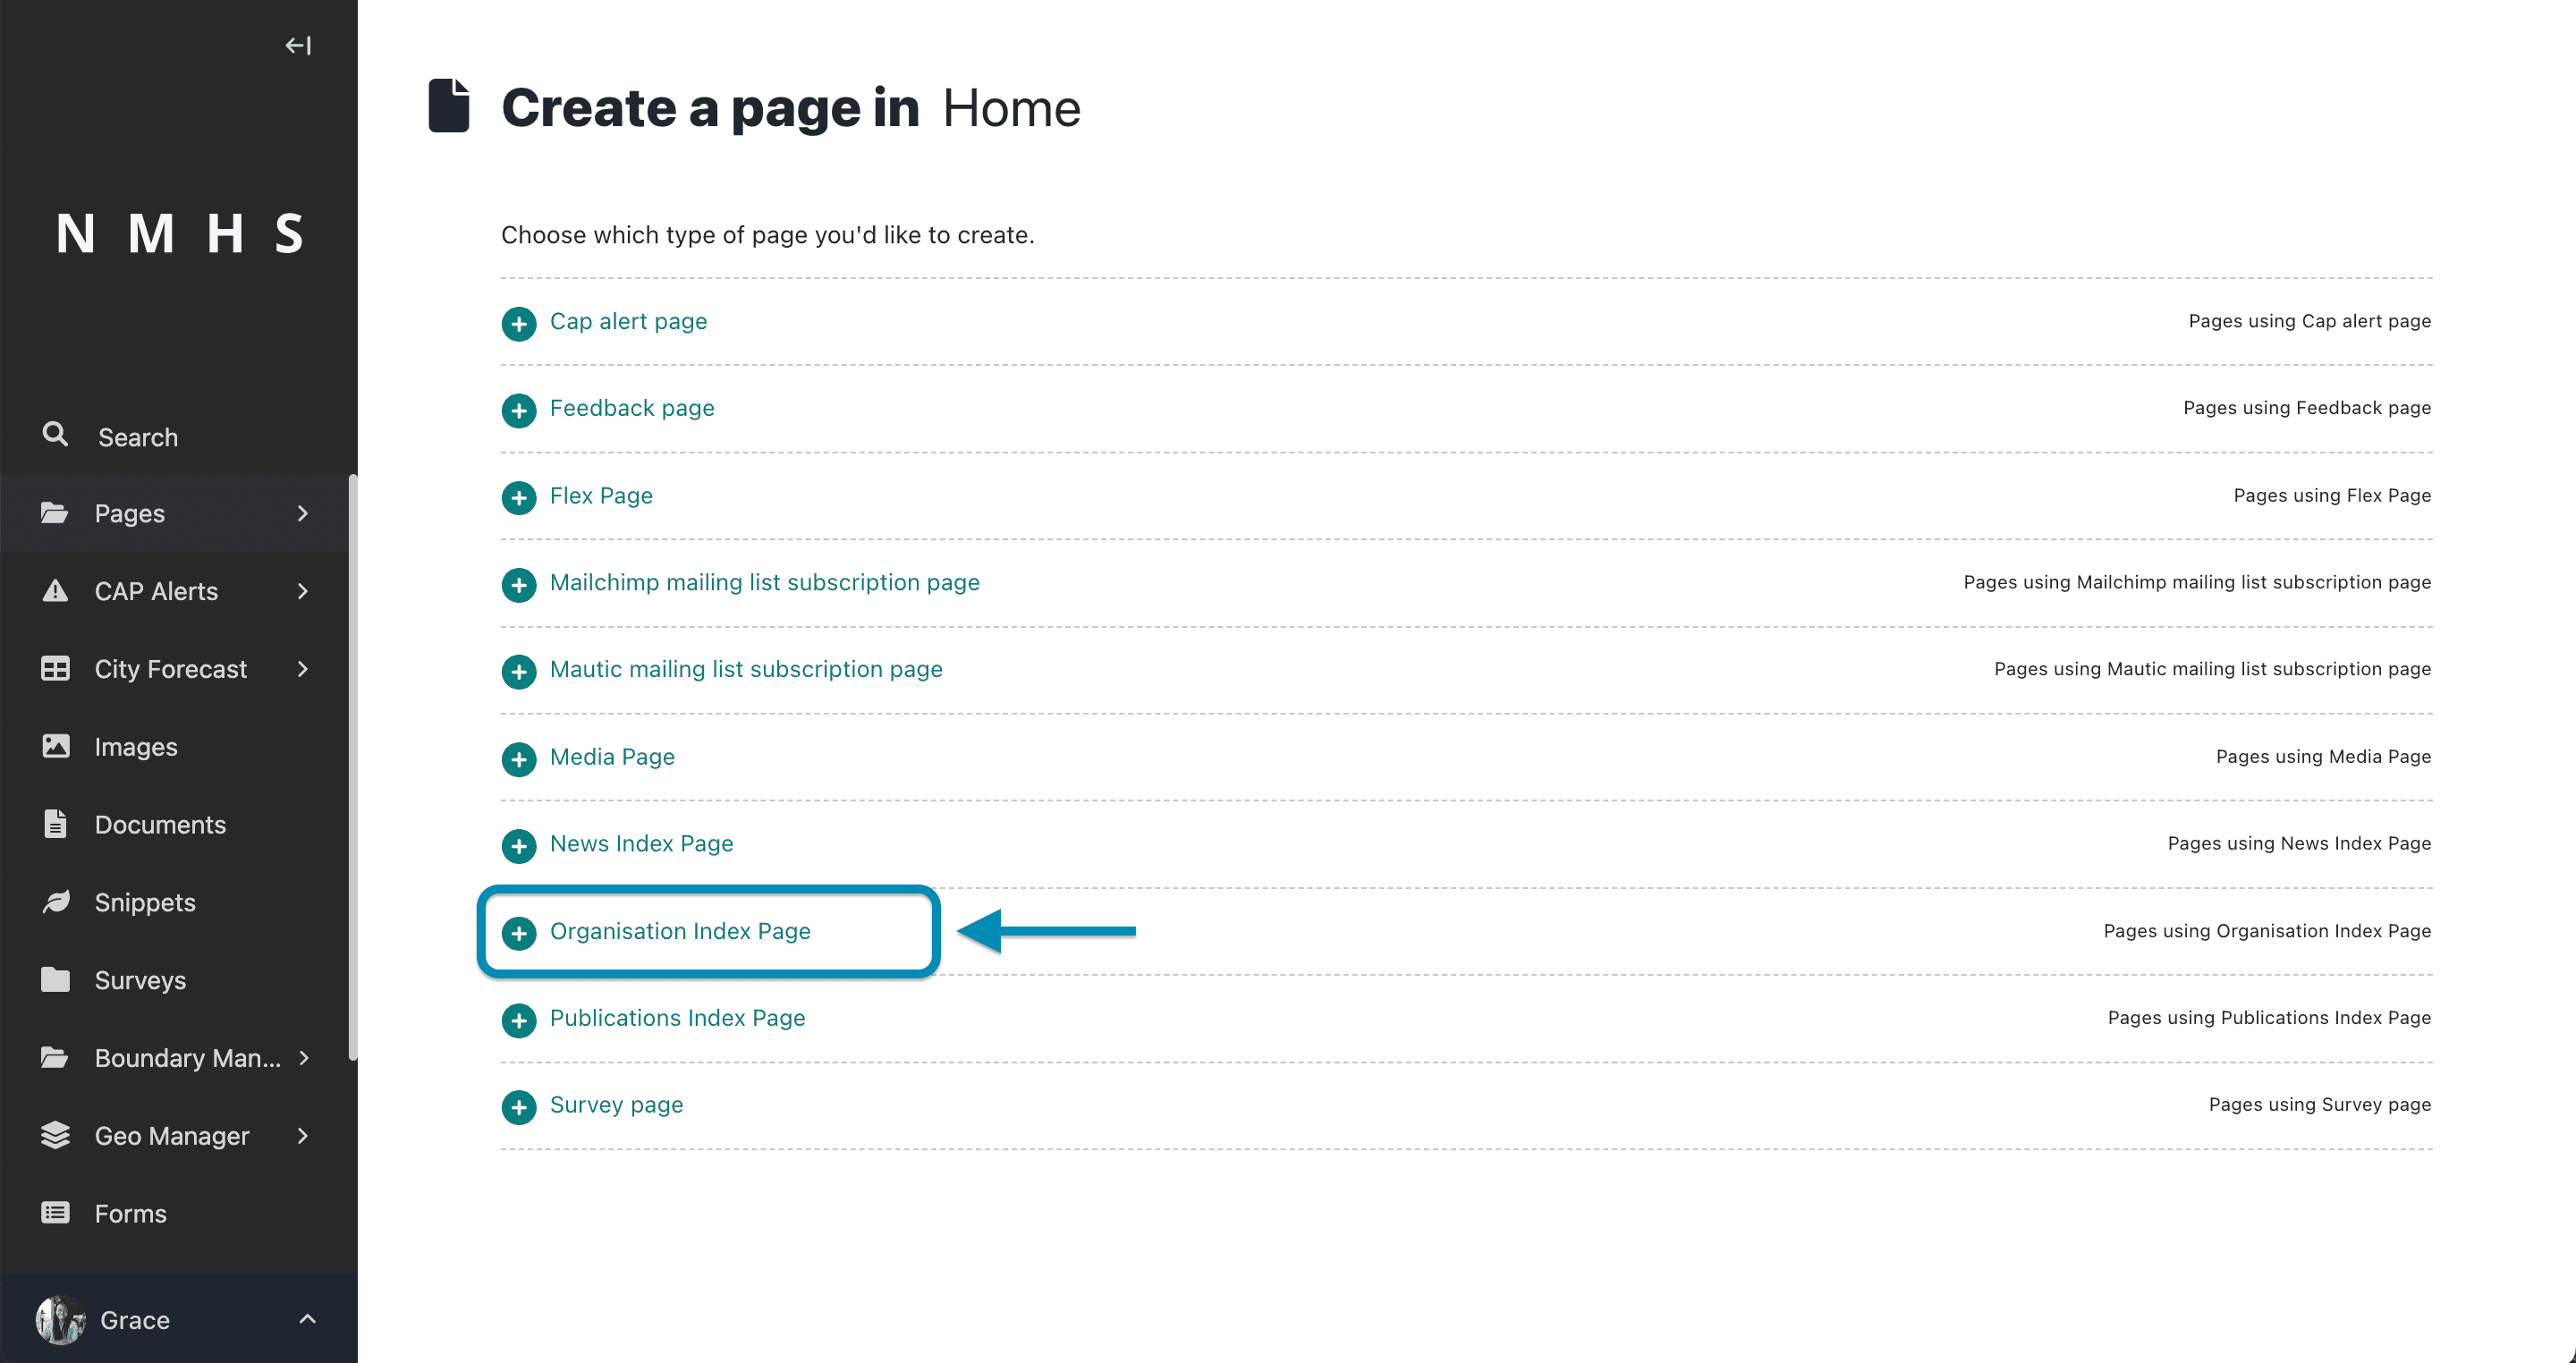 N M H S
Search
Pages
CAP Alerts
City Forecast
Images
Documents
Snippets
Surveys
Boundary Man...
Geo Manager
Forms
Grace
Create a page in Home
Choose which type of page you'd like to create.
Cap alert page Pages using Cap alert page
Feedback page Pages using Feedback page
Flex Page Pages using Flex Page
Mailchimp mailing list subscription page Pages using Mailchimp mailing list subscription page
Mautic mailing list subscription page Pages using Mautic mailing list subscription page
Media Page Pages using Media Page
News Index Page Pages using News Index Page
Organisation Index Page Pages using Organisation Index Page
Publications Index Page Pages using Publications Index Page
Survey page Pages using Survey page